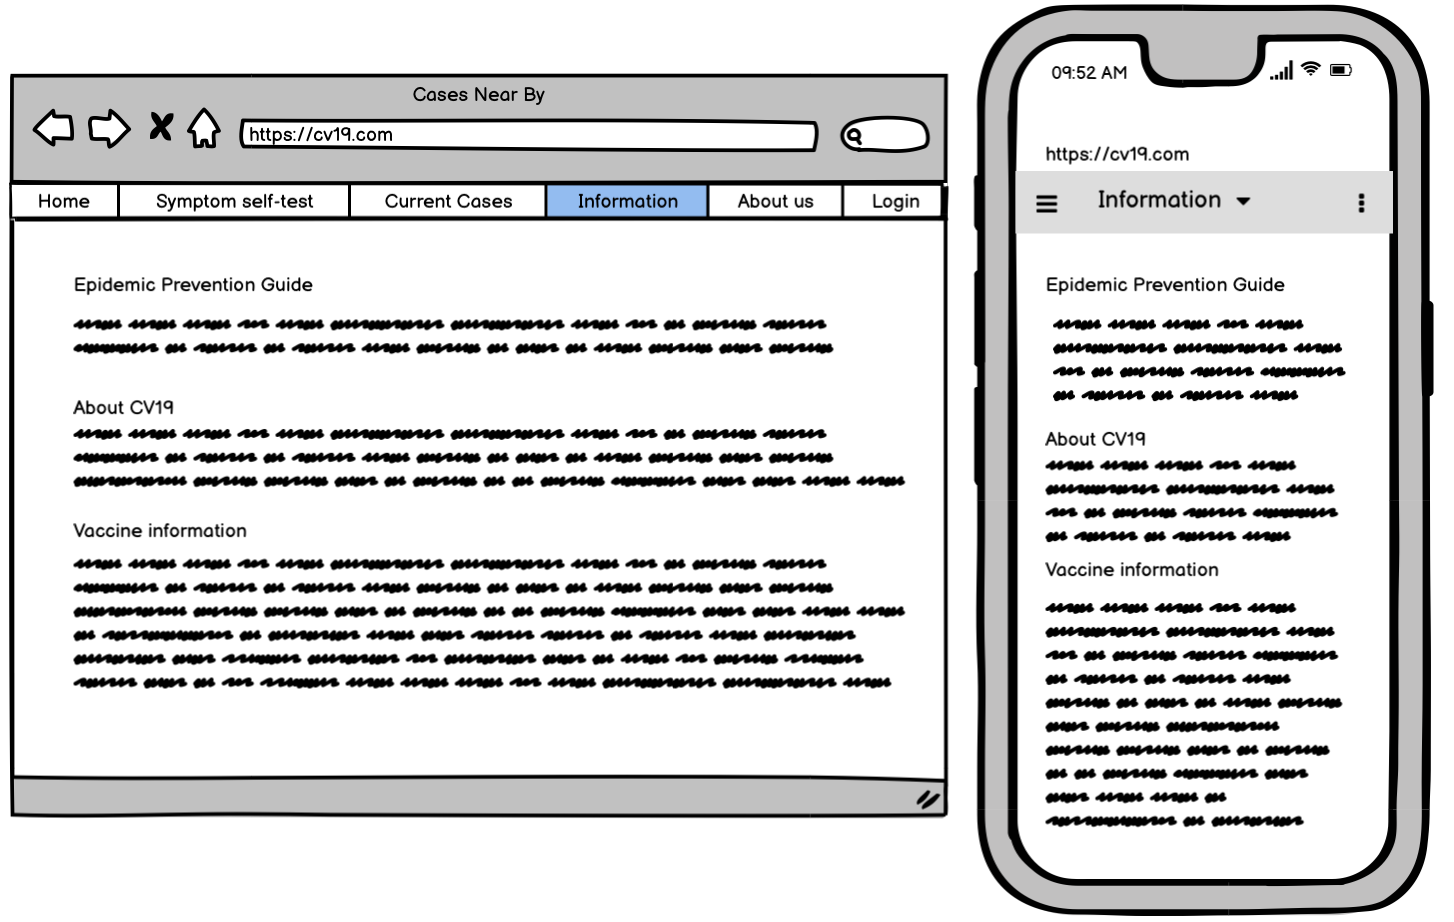 Cases Near By
https://cv19.com
Home Symptom self-test Current Cases Information About us Login
Epidemic Prevention Guide
About CV19
Vaccine information
09:52 AM
https://cv19.com
Information
Epidemic Prevention Guide
About CV19
Vaccine information